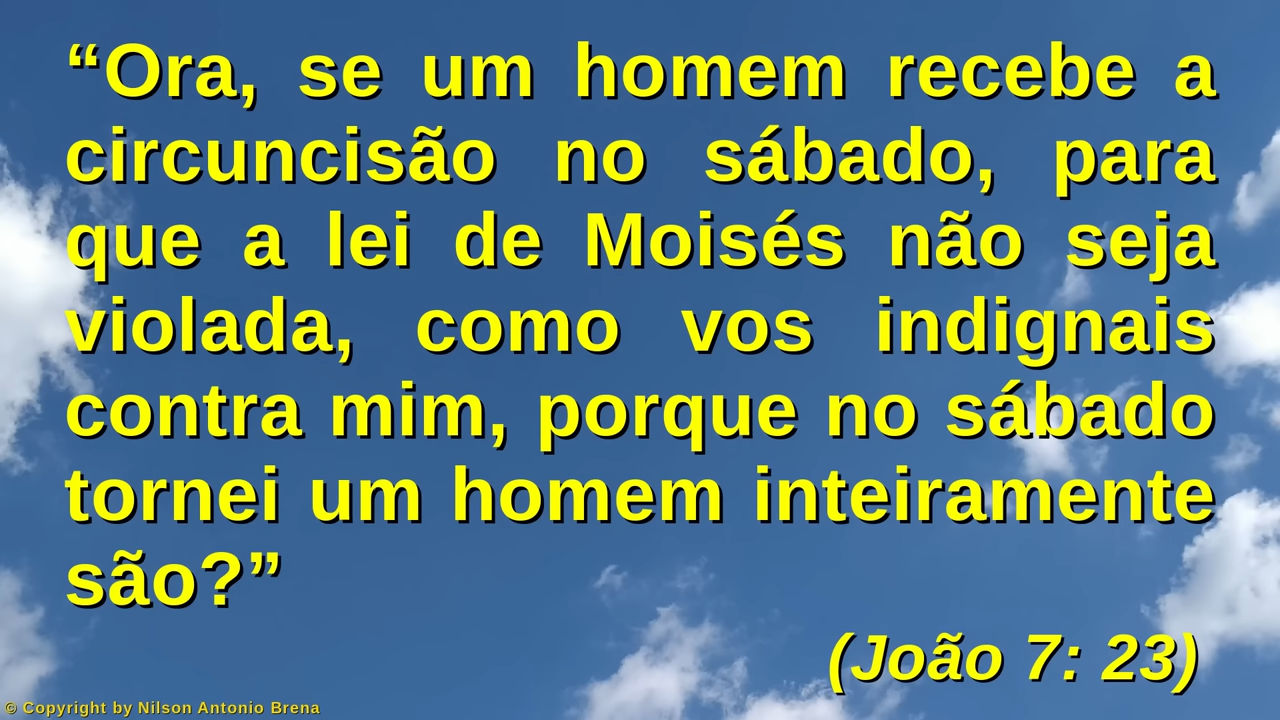 “Ora, se um homem recebe a
circuncisão no sábado, para
que a lei de Moisés não seja
violada, como vos indignais
contra mim, porque no sábado
tornei um homem inteiramente
são?”
(João 7: 23)
© Copyright by Nilson Antonio Brena